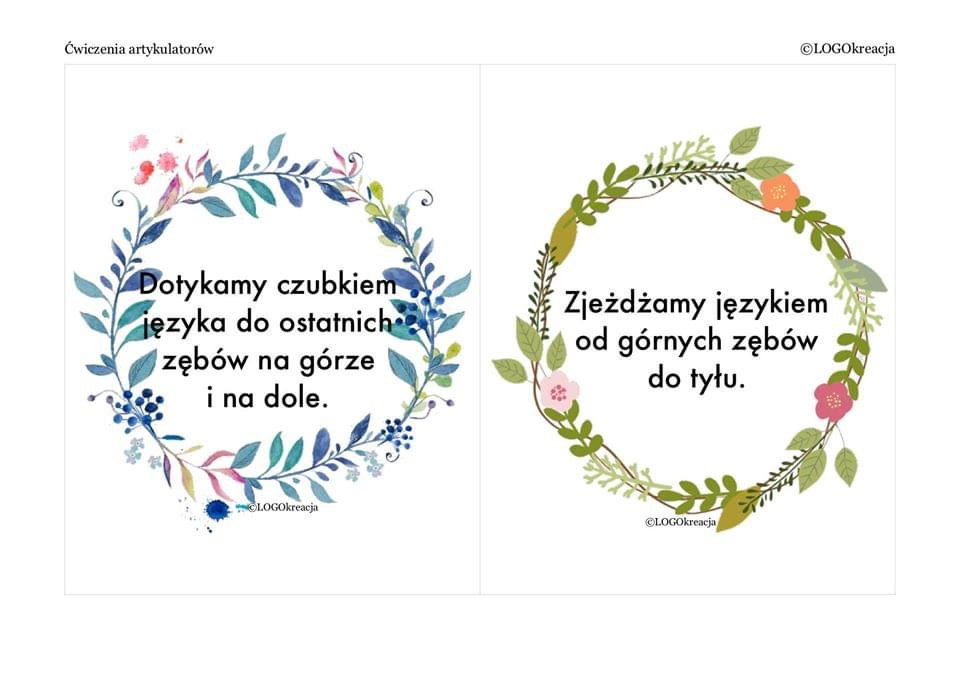 Ćwiczenia artykulatorów
©LOGOkreacja
Dotykamy czubkiem
języka do ostatnich
zębów na górze
i na dole.
©LOGOkreacja
Zjeżdżamy językiem
od górnych zębów
do tyłu.
©LOGOkreacja